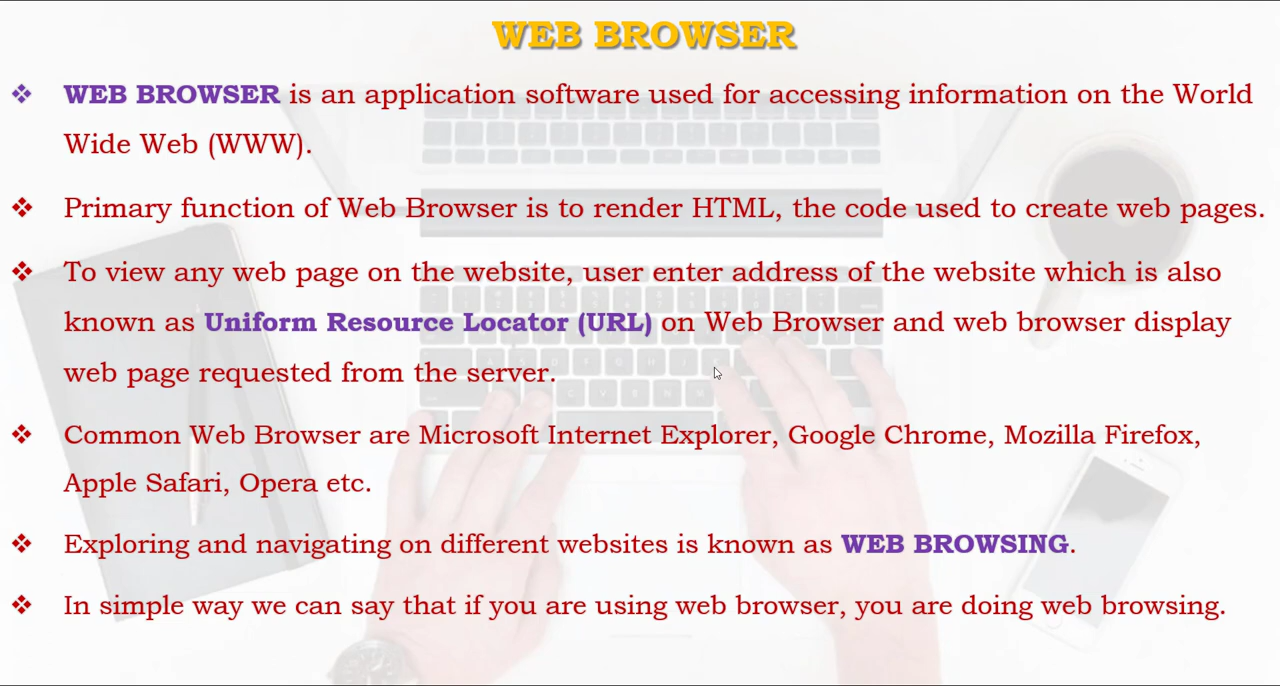 WEB BROWSER
❖ WEB BROWSER is an application software used for accessing information on the World
Wide Web (WWW).
❖ Primary function of Web Browser is to render HTML, the code used to create web pages.
❖ To view any web page on the website, user enter address of the website which is also
known as Uniform Resource Locator (URL) on Web Browser and web browser display
web page requested from the server.
❖ Common Web Browser are Microsoft Internet Explorer, Google Chrome, Mozilla Firefox,
Apple Safari, Opera etc.
❖ Exploring and navigating on different websites is known as WEB BROWSING.
❖ In simple way we can say that if you are using web browser, you are doing web browsing.